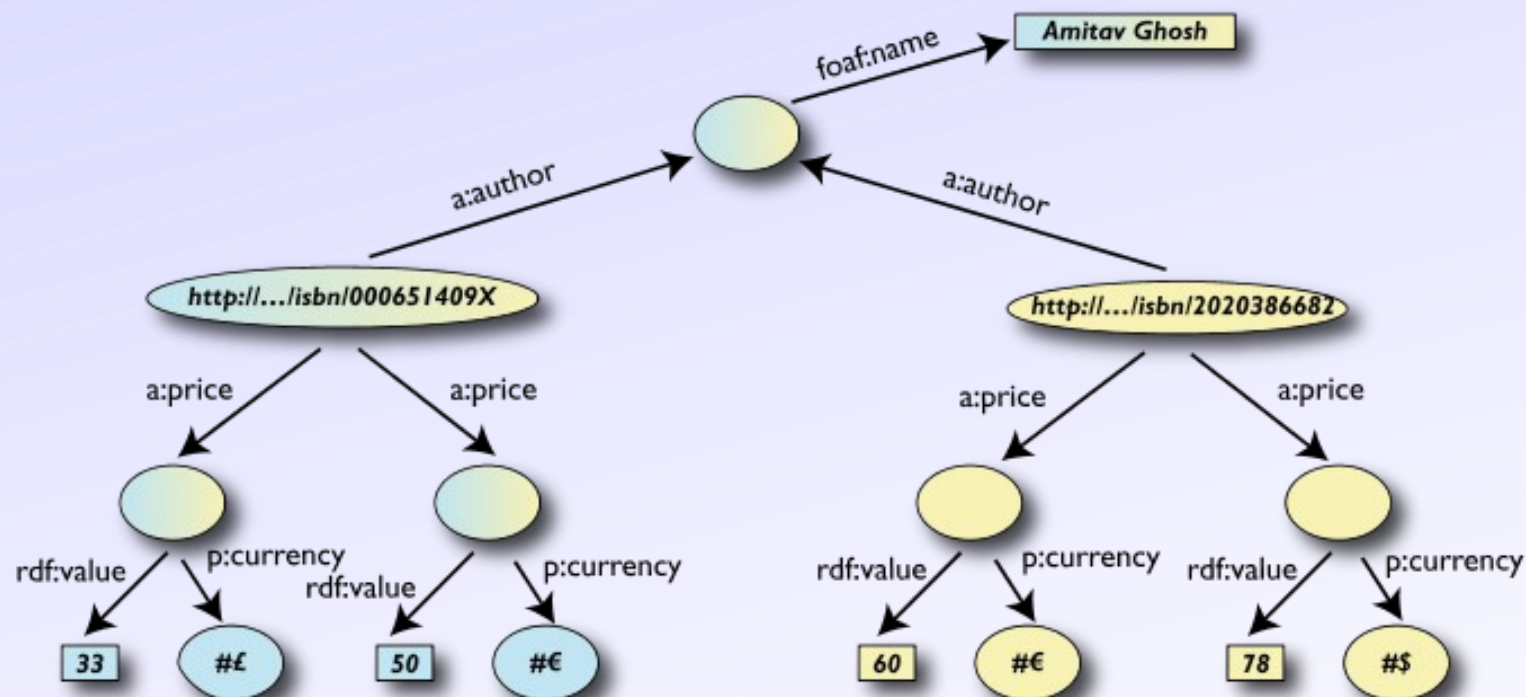 Amitav Ghosh
foaf:name
a:author
a:author
http://.../isbn/000651409X
http://.../isbn/2020386682
a:price
a:price
a:price
a:price
rdf:value
p:currency
rdf:value
p:currency
rdf:value
p:currency
rdf:value
p:currency
33
#£
50
#€
60
#€
78
#$